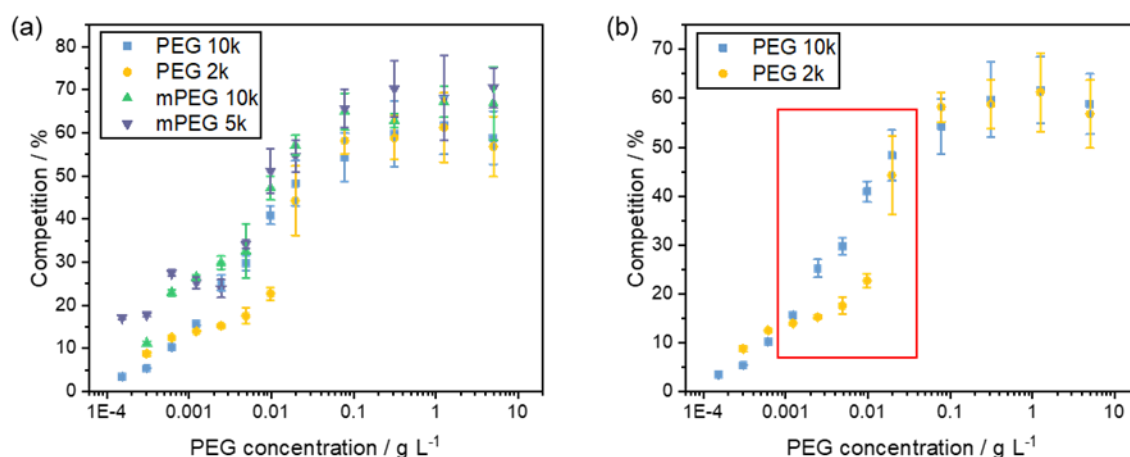 (a)
PEG 10k
PEG 2k
mPEG 10k
mPEG 5k
Competition / %
80
70
60
50
40
30
20
10
0
1E-4 0.001 0.01 0.1 1 10
PEG concentration / g L⁻¹
(b)
PEG 10k
PEG 2k
Competition / %
70
60
50
40
30
20
10
0
1E-4 0.001 0.01 0.1 1 10
PEG concentration / g L⁻¹